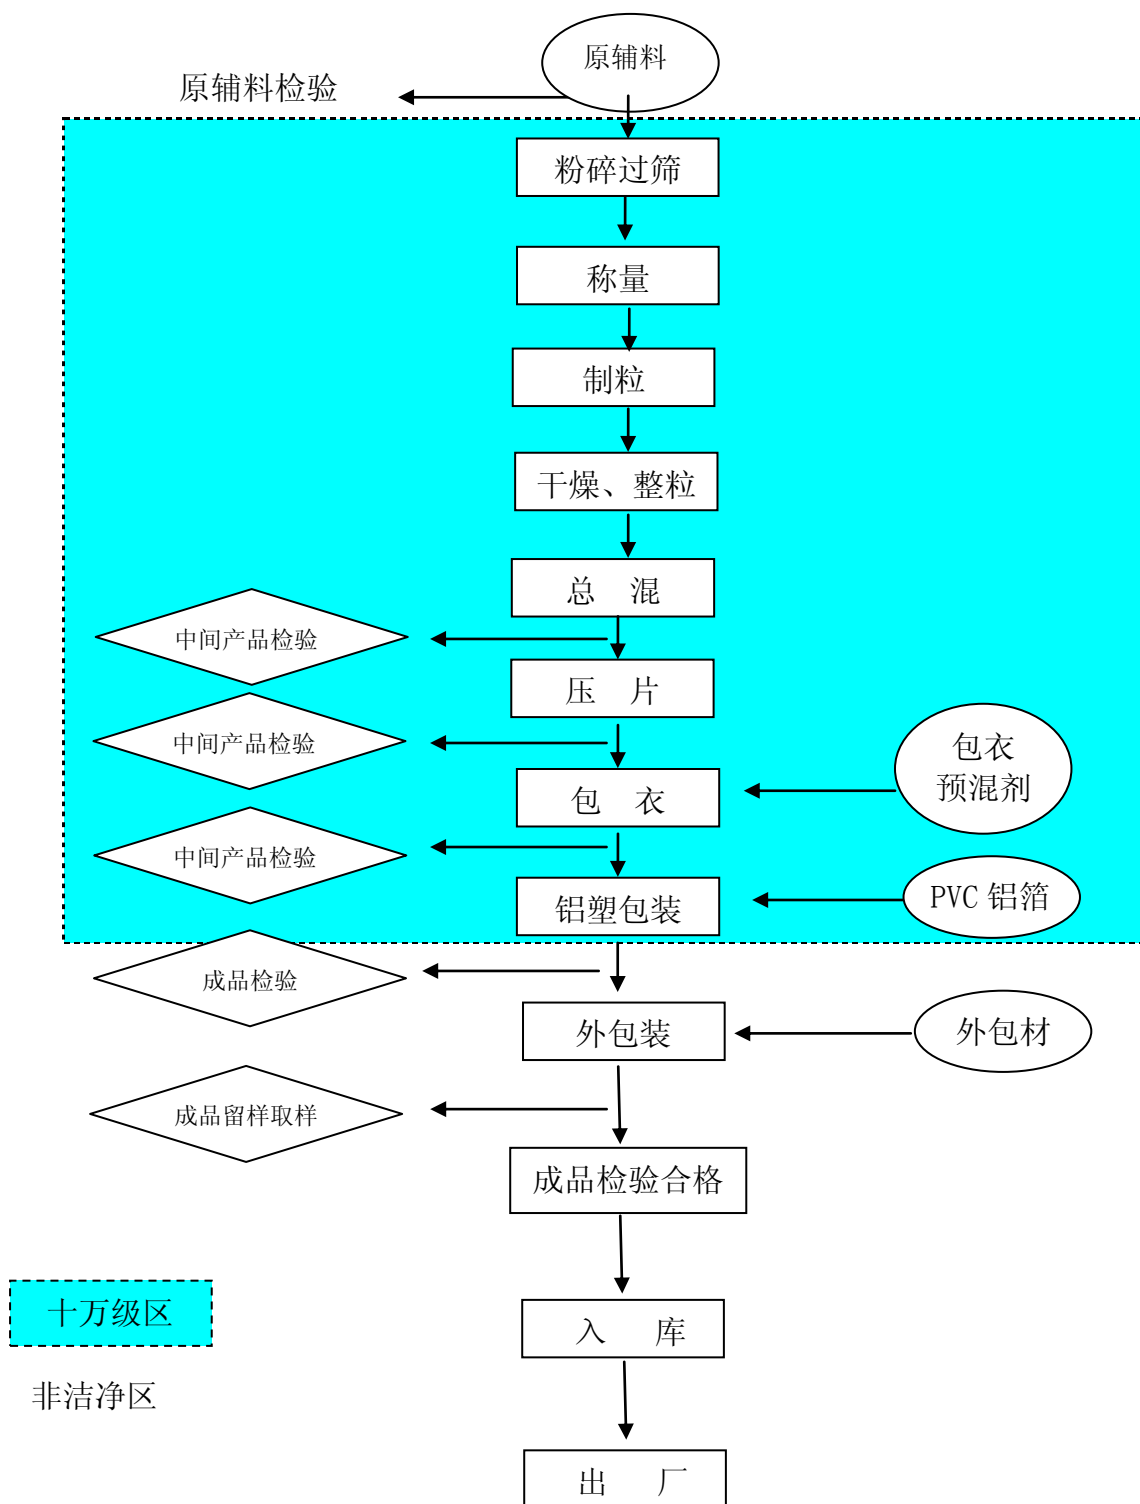 原辅料
原辅料检验
粉碎过筛
称量
制粒
干燥、整粒
总 混
中间产品检验
压 片
中间产品检验
包衣
预混剂
包 衣
中间产品检验
PVC 铝箔
铝塑包装
成品检验
外包装
外包材
成品留样取样
成品检验合格
十万级区
入 库
非洁净区
出 厂